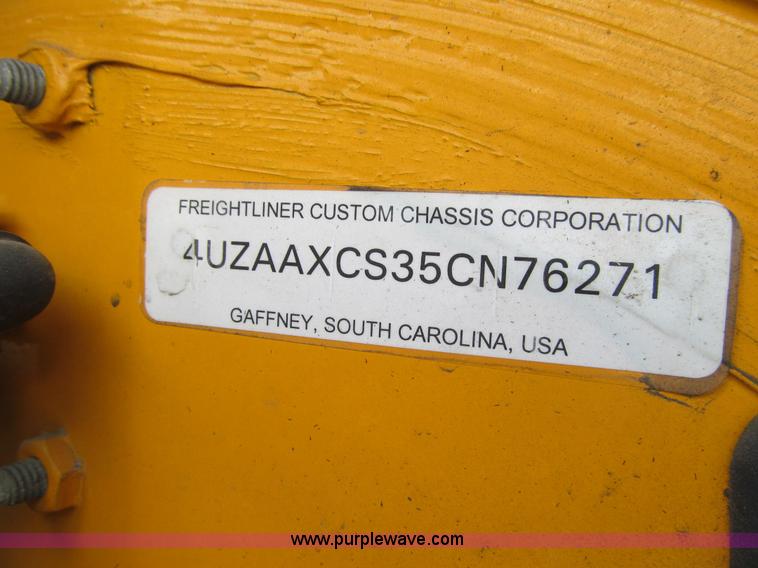 FREIGHTLINER CUSTOM CHASSIS CORPORATION
4UZAAXCS35CN76271
GAFFNEY, SOUTH CAROLINA, USA
www.purplewave.com